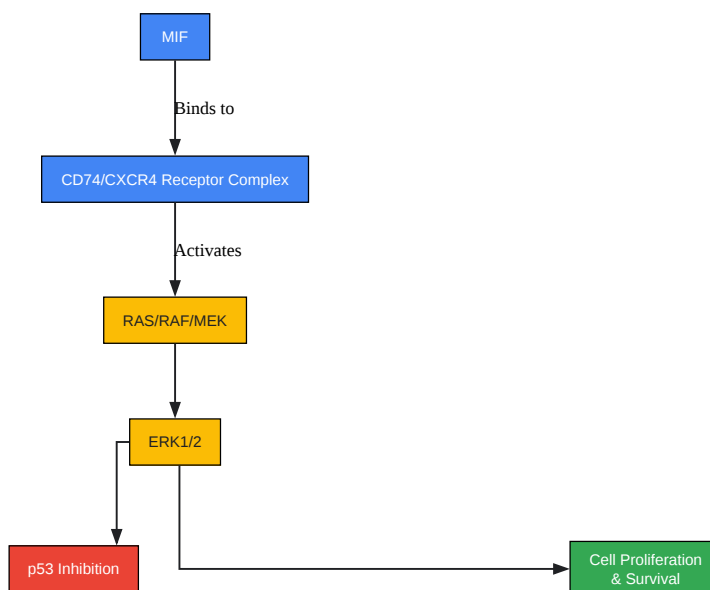 MIF
Binds to
CD74/CXCR4 Receptor Complex
Activates
RAS/RAF/MEK
ERK1/2
p53 Inhibition
Cell Proliferation
& Survival